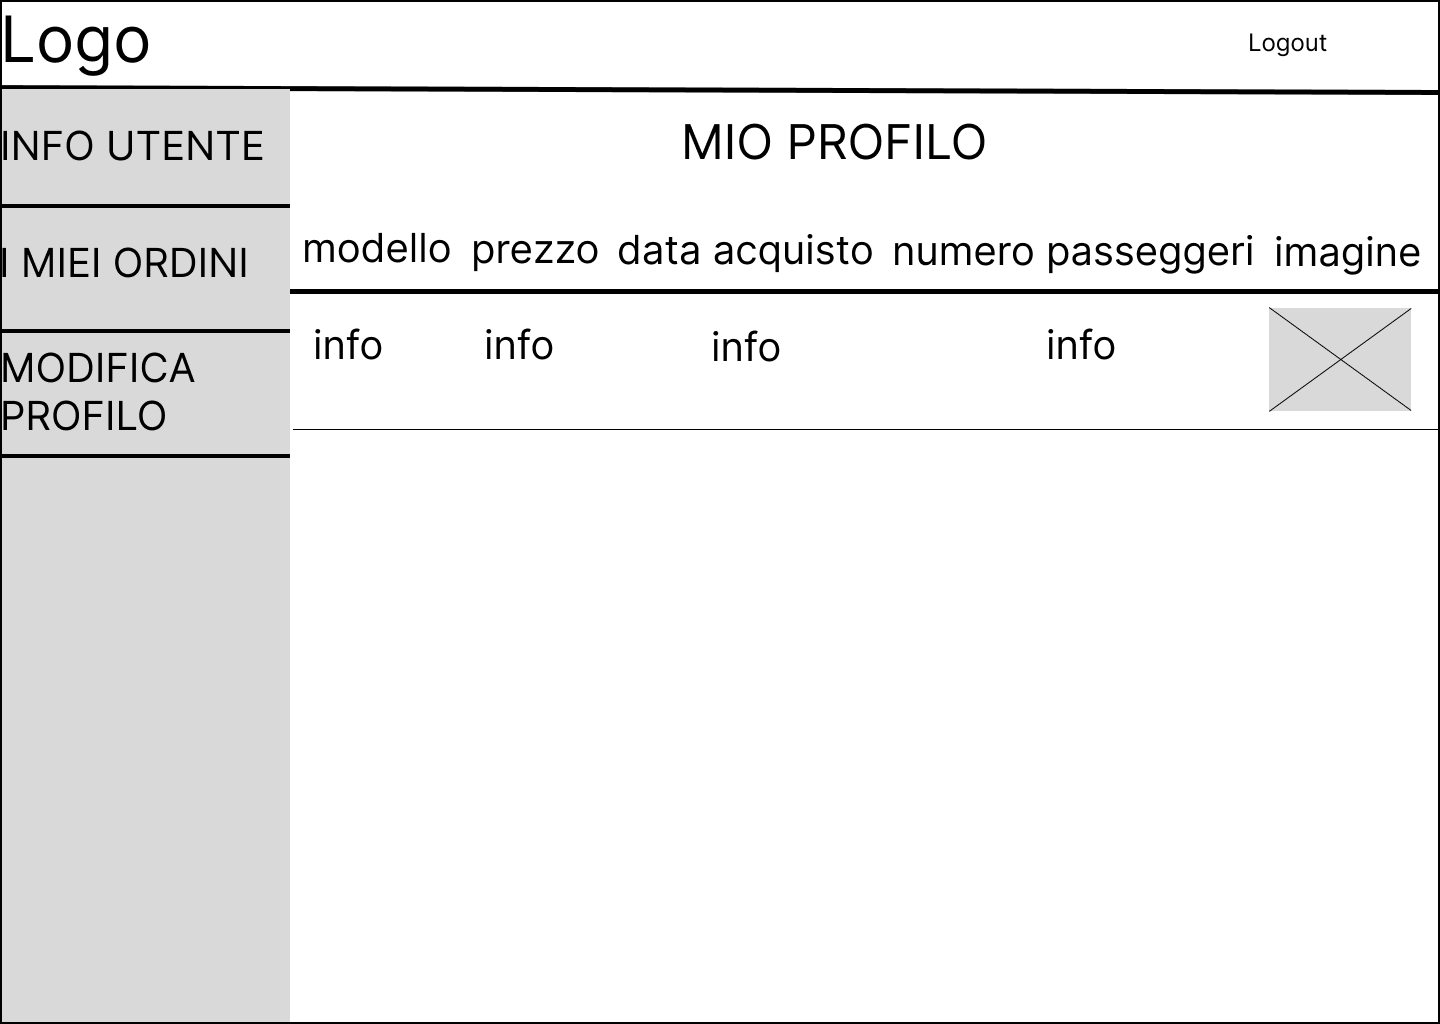 Logo
Logout
INFO UTENTE
I MIEI ORDINI
MODIFICA
PROFILO
MIO PROFILO
modello prezzo data acquisto numero passeggeri imagine
info info info info